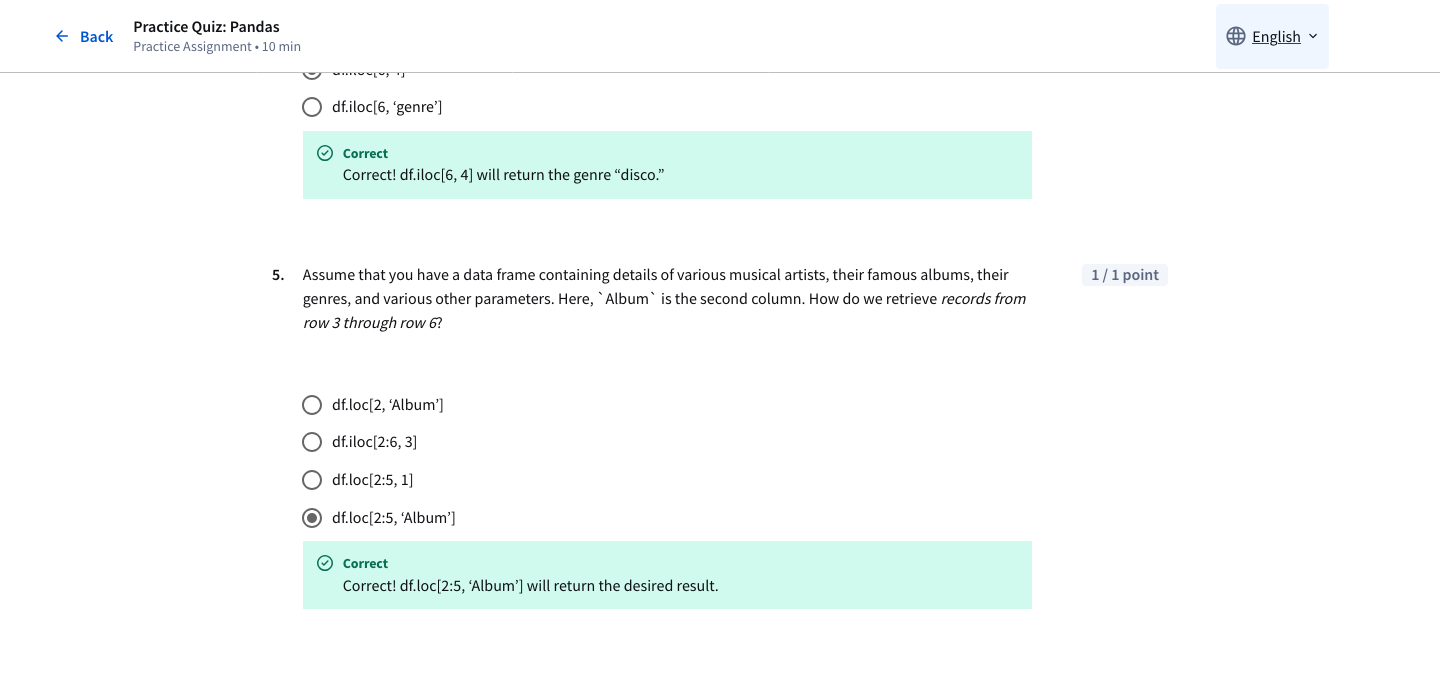 Back
Practice Quiz: Pandas
Practice Assignment • 10 min
English
df.iloc[6, ‘genre’]
Correct
Correct! df.iloc[6, 4] will return the genre “disco.”
5.
Assume that you have a data frame containing details of various musical artists, their famous albums, their
genres, and various other parameters. Here, `Album` is the second column. How do we retrieve records from
row 3 through row 6?
1 / 1 point
df.loc[2, ‘Album’]
df.iloc[2:6, 3]
df.loc[2:5, 1]
df.loc[2:5, ‘Album’]
Correct
Correct! df.loc[2:5, ‘Album’] will return the desired result.